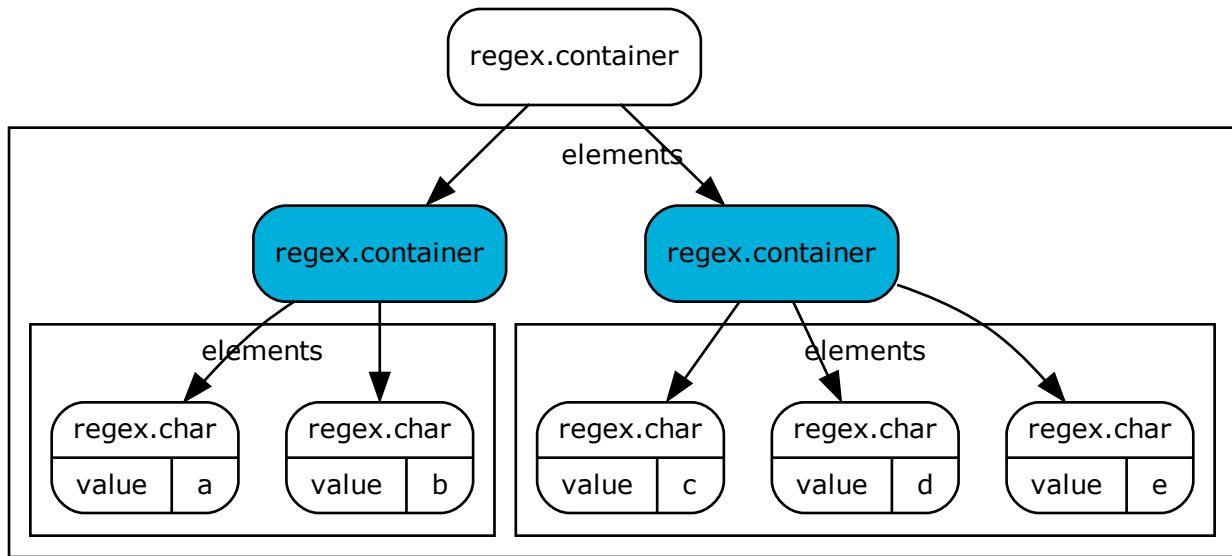 regex.container
elements
regex.container
regex.container
elements
elements
regex.char
value a
regex.char
value b
regex.char
value c
regex.char
value d
regex.char
value e